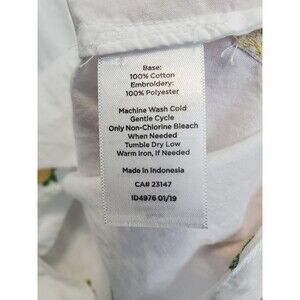 Base:
100% Cotton
Embroidery:
100% Polyester
Machine Wash Cold
Gentle Cycle
Only Non-Chlorine Bleach
When Needed
Tumble Dry Low
Warm Iron, If Needed
Made in Indonesia
CA# 23147
ID4976 01/19